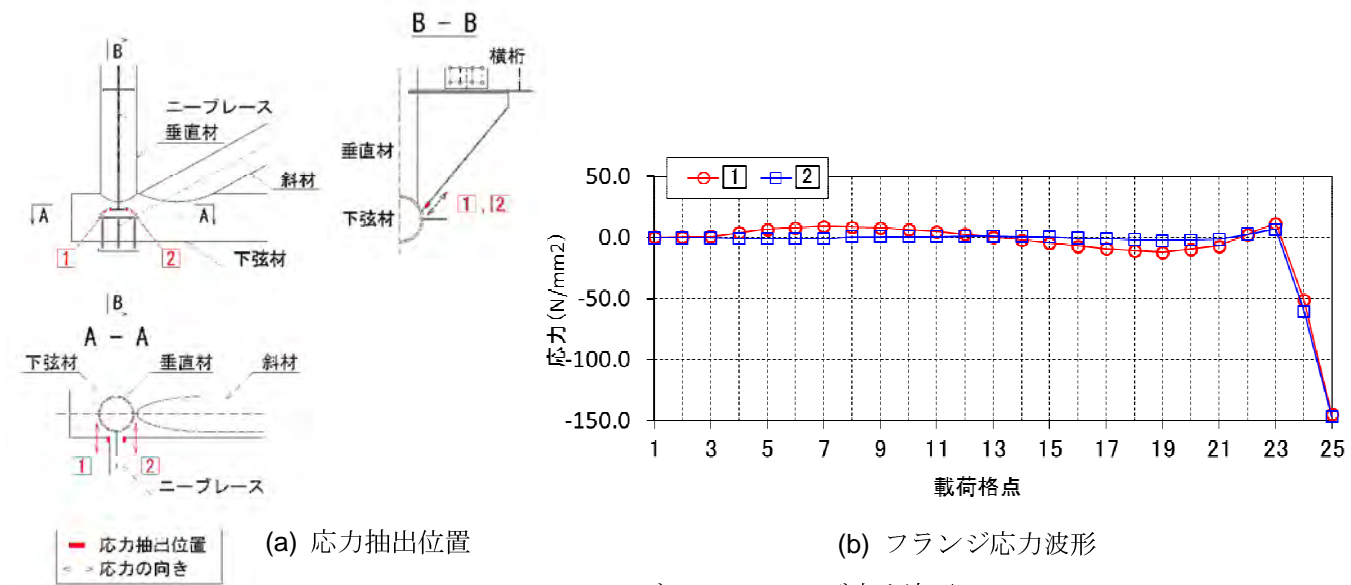 B
ニーブレース
垂直材
斜材
A
A
1
2
下弦材
B - B
横桁
垂直材
下弦材
1 , 2
B
A - A
下弦材
垂直材
斜材
1
2
ニーブレース
応力抽出位置
応力の向き
(a) 応力抽出位置
1 2
応力(N/mm2)
50.0
0.0
-50.0
-100.0
-150.0
1 3 5 7 9 11 13 15 17 19 21 23 25
載荷格点
(b) フランジ応力波形